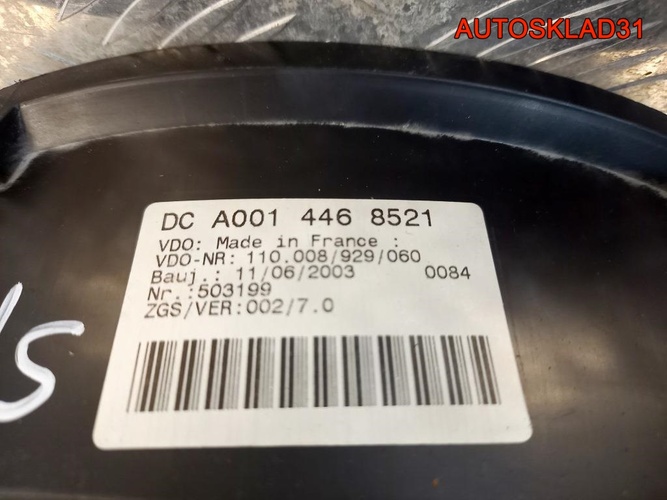 AUTOSKLAD31
DC A001 446 8521
VDO: Made in France :
VDO-NR: 110.008/929/060
Bauj.: 11/06/2003 0084
Nr.:503199
ZGS/VER:002/7.0